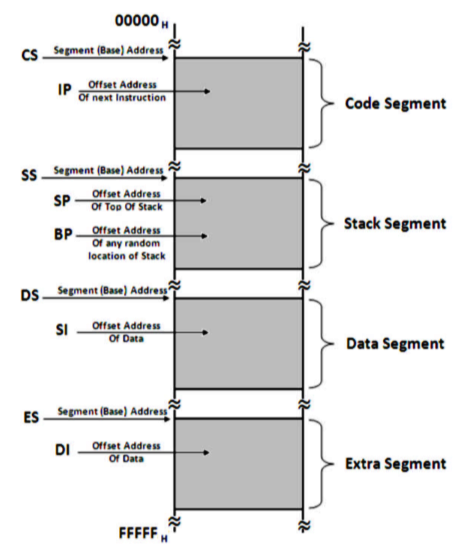 00000 H
CS Segment (Base) Address
IP Offset Address
Of next Instruction
Code Segment
SS Segment (Base) Address
SP Offset Address
Of Top Of Stack
BP Offset Address
Of any random
location of Stack
Stack Segment
DS Segment (Base) Address
SI Offset Address
Of Data
Data Segment
ES Segment (Base) Address
DI Offset Address
Of Data
Extra Segment
FFFFF H